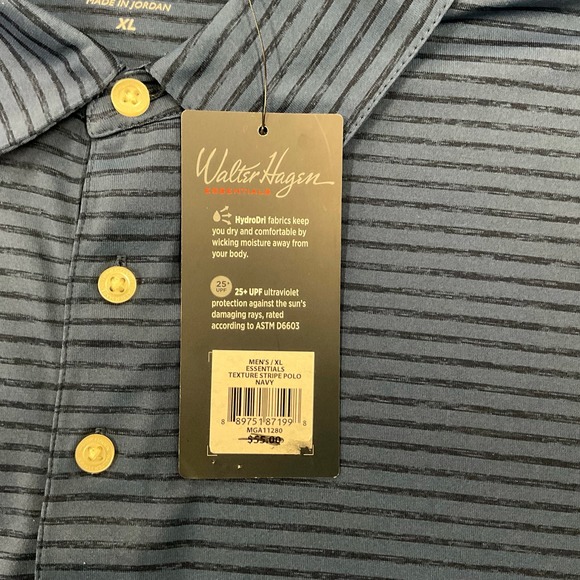 MADE IN JORDAN
XL
Walter Hagen
HydroDri fabrics keep
you dry and comfortable by
wicking moisture away from
your body.
25+
UPF
25+ UPF ultraviolet
protection against the sun's
damaging rays, rated
according to ASTM D6603
MEN'S / XL
ESSENTIALS
TEXTURE STRIPE POLO
NAVY
8 89751 87199 8
MGA11280
$55.00